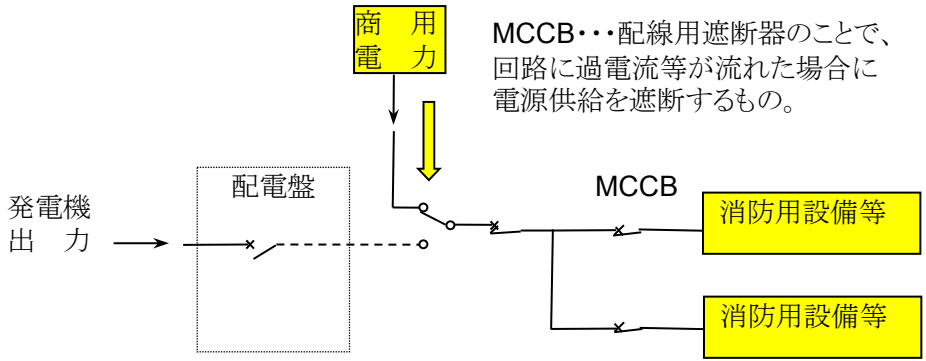 商　用
電　力
MCCB・・・配線用遮断器のことで、
回路に過電流等が流れた場合に
電源供給を遮断するもの。
配電盤
MCCB
発電機
出　力
消防用設備等
消防用設備等